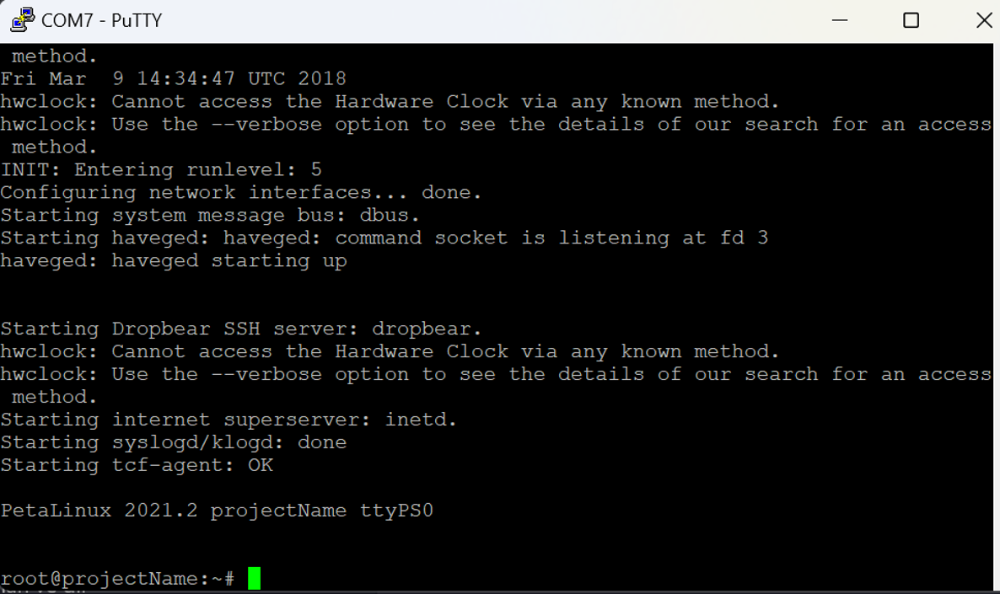 COM7 - PuTTY
method.
Fri Mar  9 14:34:47 UTC 2018
hwclock: Cannot access the Hardware Clock via any known method.
hwclock: Use the --verbose option to see the details of our search for an access
method.
INIT: Entering runlevel: 5
Configuring network interfaces... done.
Starting system message bus: dbus.
Starting haveged: haveged: command socket is listening at fd 3
haveged: haveged starting up
Starting Dropbear SSH server: dropbear.
hwclock: Cannot access the Hardware Clock via any known method.
hwclock: Use the --verbose option to see the details of our search for an access
method.
Starting internet superserver: inetd.
Starting syslogd/klogd: done
Starting tcf-agent: OK
PetaLinux 2021.2 projectName ttyPS0
root@projectName:~#